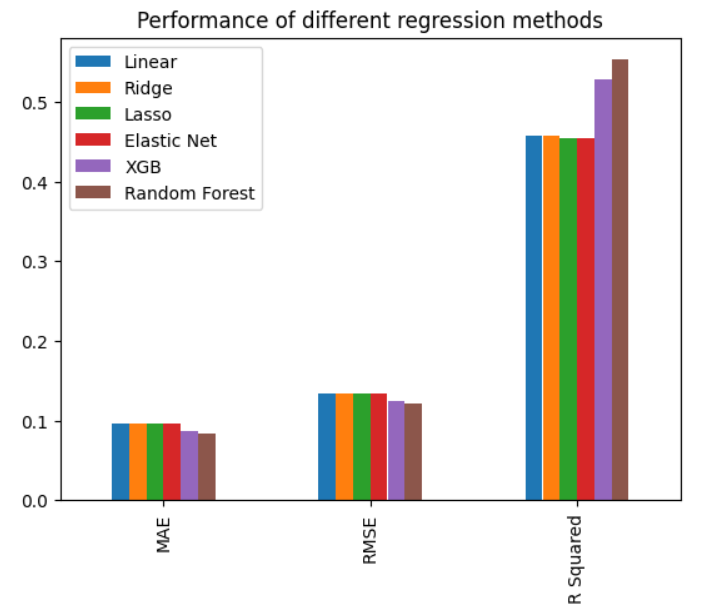 Performance of different regression methods
Linear
Ridge
Lasso
Elastic Net
XGB
Random Forest
0.5
0.4
0.3
0.2
0.1
0.0
MAE
RMSE
R Squared